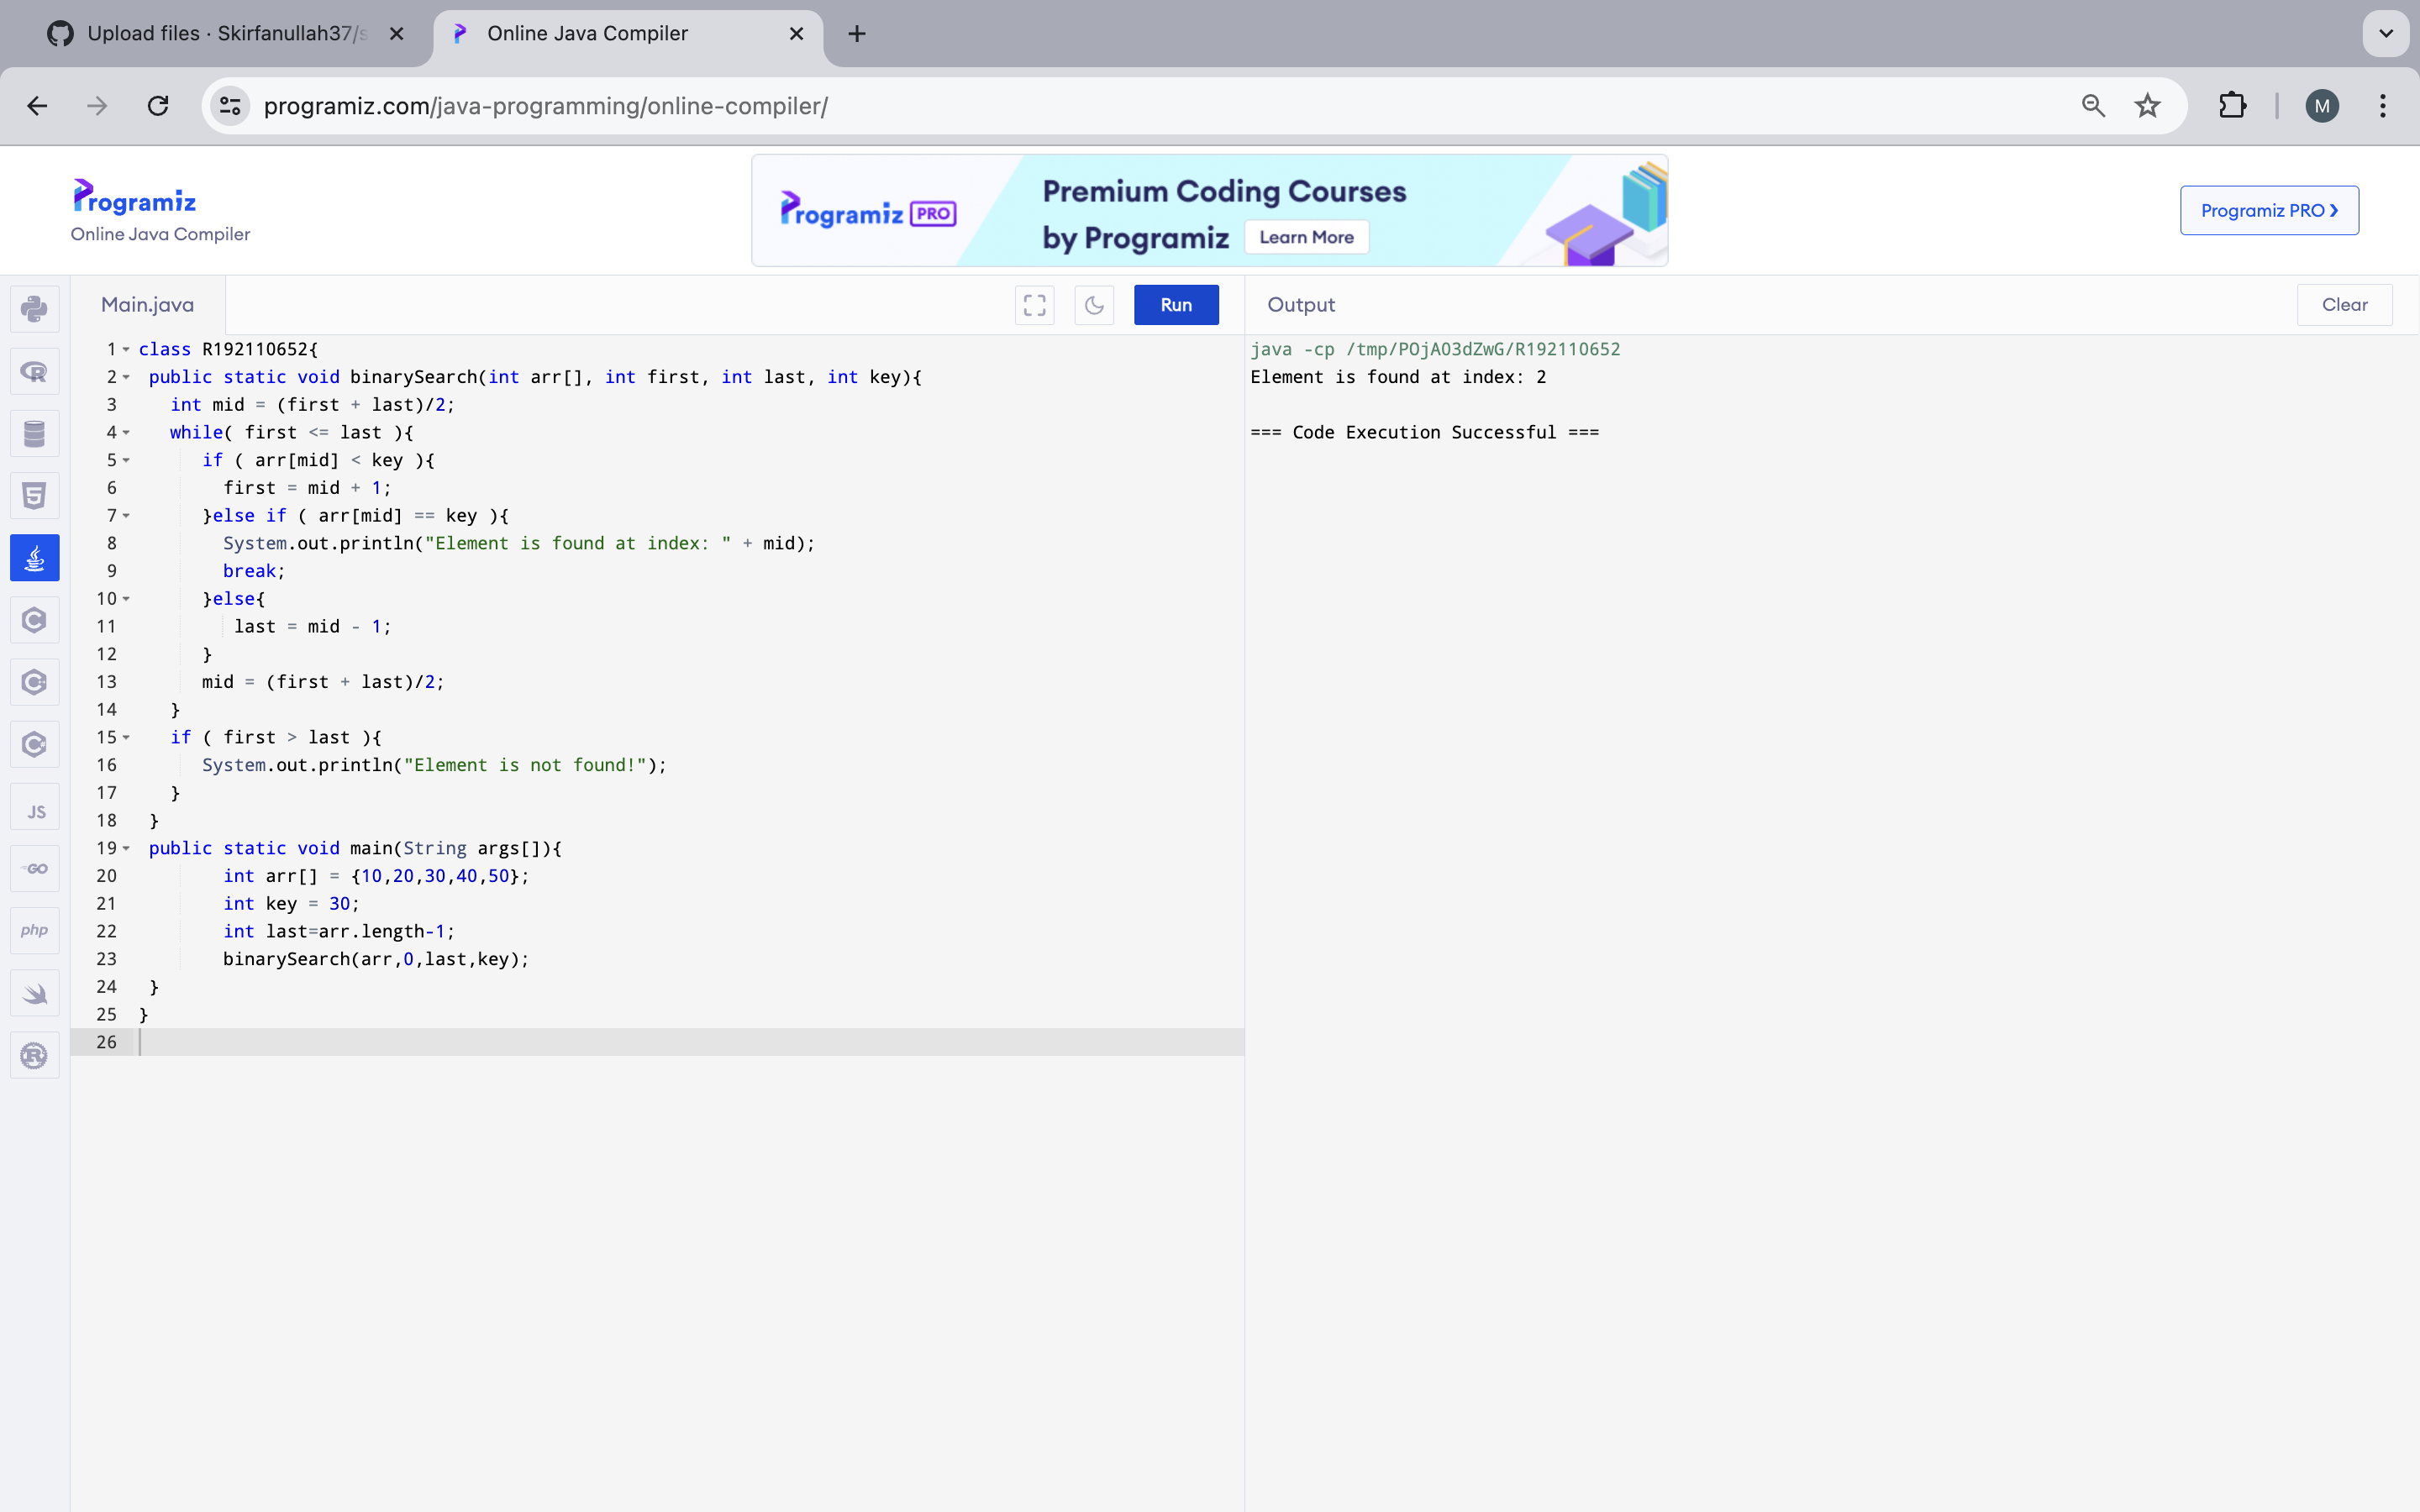 Upload files · Skirfanullah37/s
Online Java Compiler
programiz.com/java-programming/online-compiler/
M
Programiz
Online Java Compiler
Programiz PRO
Premium Coding Courses
by Programiz
Learn More
Programiz PRO
Main.java
Run
Output
Clear
1 class R192110652{
2 public static void binarySearch(int arr[], int first, int last, int key){
3 int mid = (first + last)/2;
4 while( first <= last ){
5 if ( arr[mid] < key ){
6 first = mid + 1;
7 }else if ( arr[mid] == key ){
8 System.out.println("Element is found at index: " + mid);
9 break;
10 }else{
11 last = mid - 1;
12 }
13 mid = (first + last)/2;
14 }
15 if ( first > last ){
16 System.out.println("Element is not found!");
17 }
18 }
19 public static void main(String args[]){
20 int arr[] = {10,20,30,40,50};
21 int key = 30;
22 int last=arr.length-1;
23 binarySearch(arr,0,last,key);
24 }
25 }
26
java -cp /tmp/POjAO3dZwG/R192110652
Element is found at index: 2
=== Code Execution Successful ===
R
5
C
C
C
JS
GO
php
R